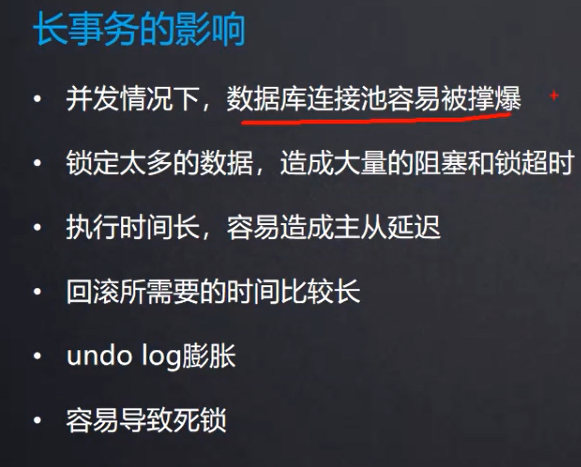 长事务的影响
• 并发情况下，数据库连接池容易被撑爆
• 锁定太多的数据，造成大量的阻塞和锁超时
• 执行时间长，容易造成主从延迟
• 回滚所需要的时间比较长
• undo log膨胀
• 容易导致死锁